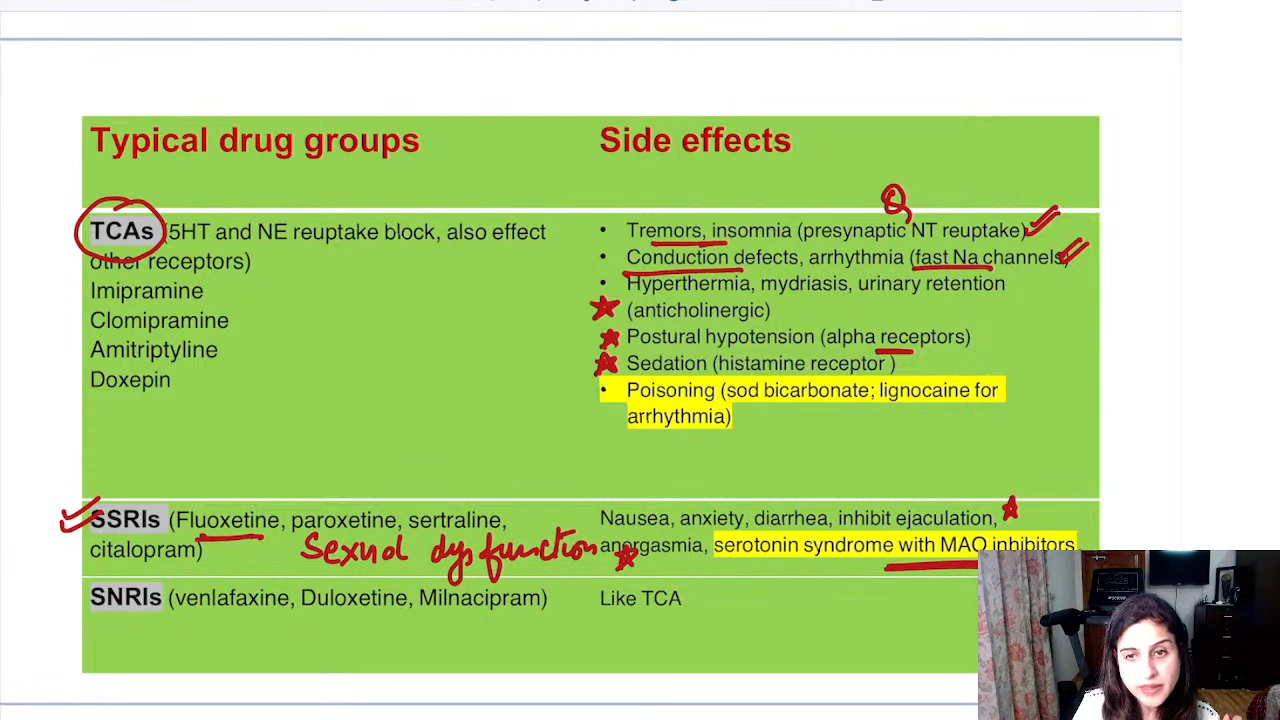 Typical drug groups
Side effects
TCAs (5HT and NE reuptake block, also effect
other receptors)
Imipramine
Clomipramine
Amitriptyline
Doxepin
Q
• Tremors, insomnia (presynaptic NT reuptake)
• Conduction defects, arrhythmia (fast Na channels)
• Hyperthermia, mydriasis, urinary retention
(anticholinergic)
Postural hypotension (alpha receptors)
Sedation (histamine receptor )
• Poisoning (sod bicarbonate; lignocaine for
arrhythmia)
SSRIs (Fluoxetine, paroxetine, sertraline,
citalopram)
Sexual dysfunction
Nausea, anxiety, diarrhea, inhibit ejaculation,
anorgasmia, serotonin syndrome with MAO inhibitors
SNRIs (venlafaxine, Duloxetine, Milnacipram)
Like TCA